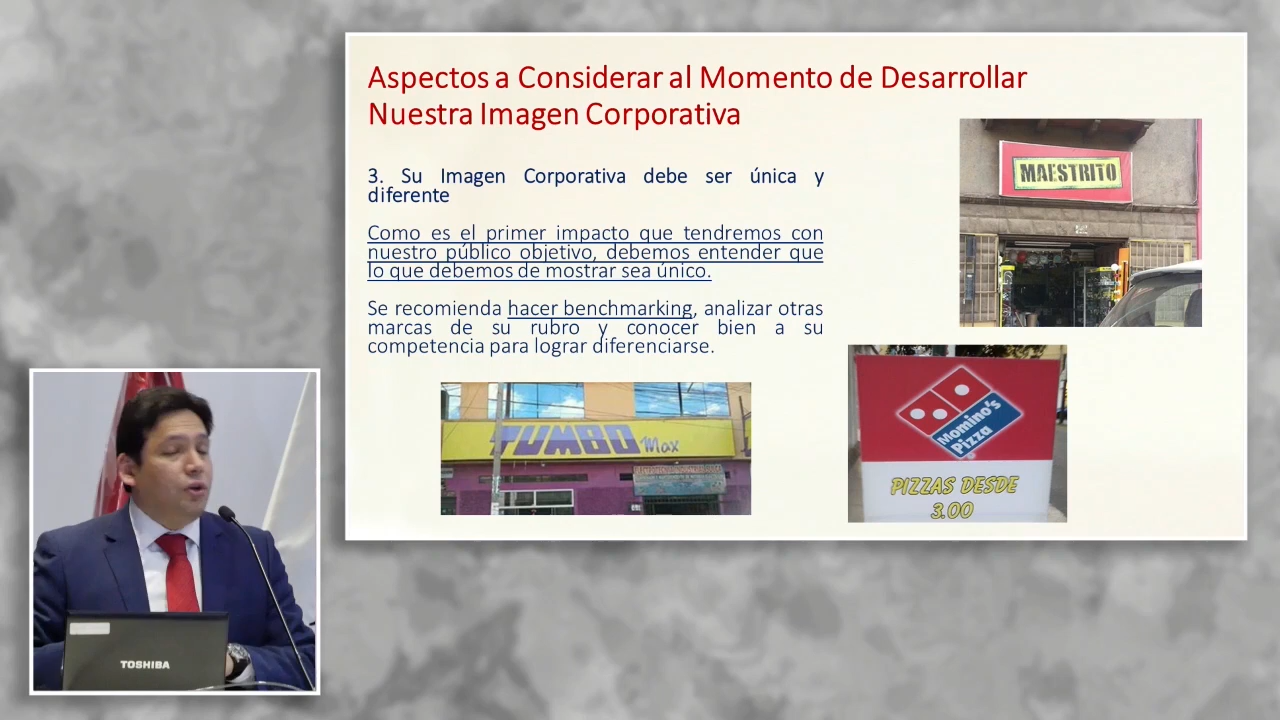 Aspectos a Considerar al Momento de Desarrollar
Nuestra Imagen Corporativa
3. Su Imagen Corporativa debe ser única y
diferente
Como es el primer impacto que tendremos con
nuestro público objetivo, debemos entender que
lo que debemos de mostrar sea único.
Se recomienda hacer benchmarking, analizar otras
marcas de su rubro y conocer bien a su
competencia para lograr diferenciarse.
MAESTRITO
TUMBO Max
Momino's
Pizza
PIZZAS DESDE
3.00
TOSHIBA